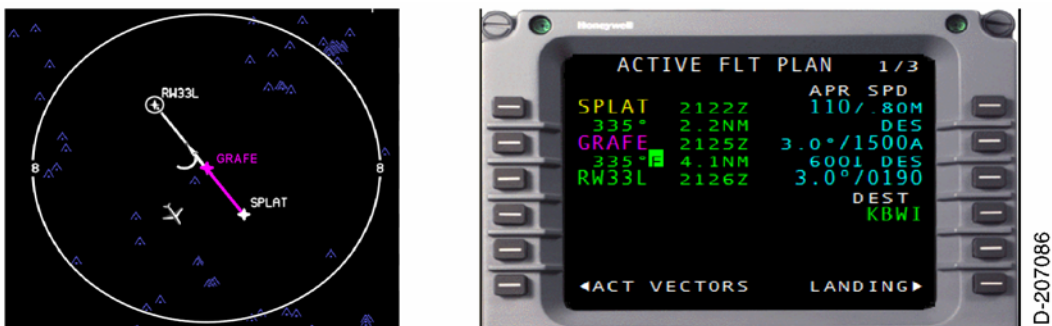 RW33L
GRAFE
8
8
SPLAT
Honeywell
ACTIVE FLT PLAN 1/3
APR SPD
SPLAT 2122Z 110/.80M
335° 2.2NM DES
GRAFE 2125Z 3.0°/1500A
335° F 4.1NM 600↓ DES
RW33L 2126Z 3.0°/0190
DEST
KBWI
◄ACT VECTORS LANDING►
D-207086